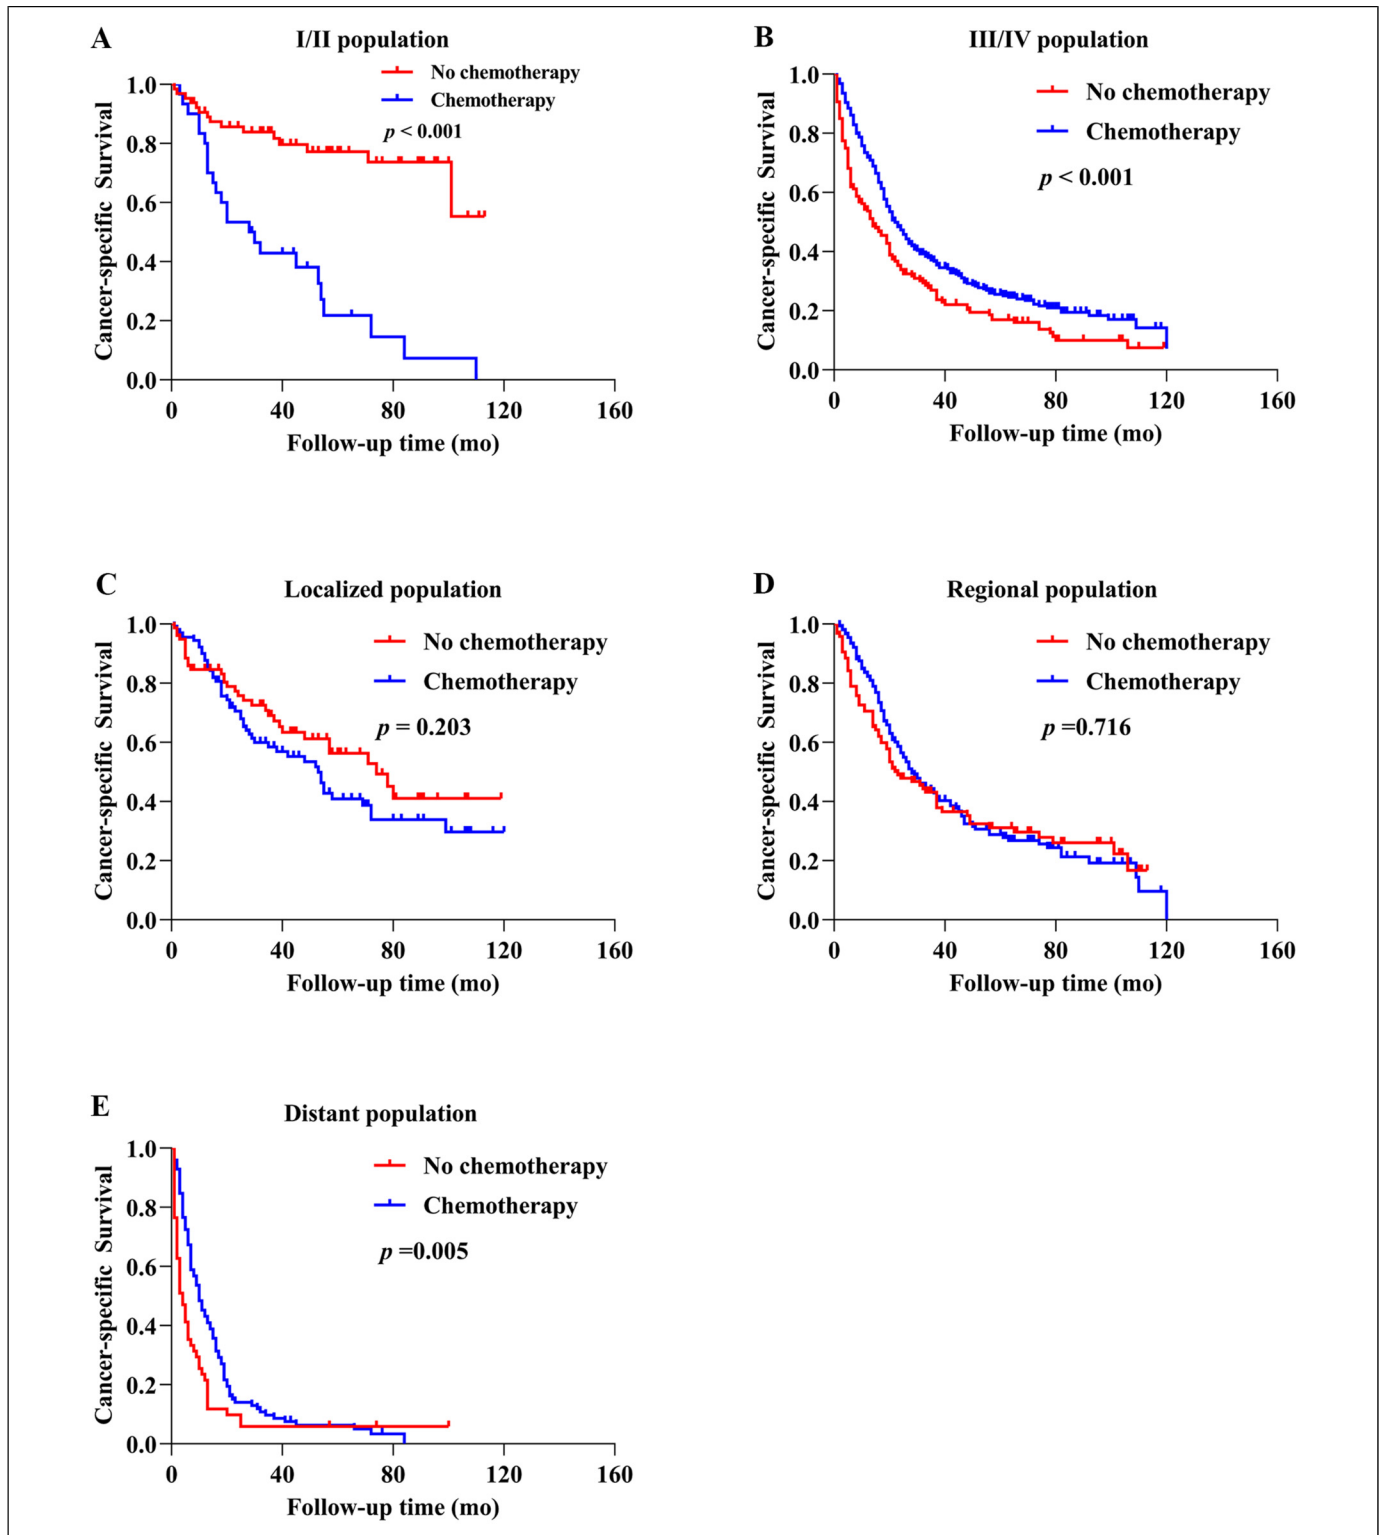 A
I/II population
No chemotherapy
Chemotherapy
p < 0.001
Cancer-specific Survival
1.0
0.8
0.6
0.4
0.2
0.0
0 40 80 120 160
Follow-up time (mo)
B
III/IV population
No chemotherapy
Chemotherapy
p < 0.001
Cancer-specific Survival
1.0
0.8
0.6
0.4
0.2
0.0
0 40 80 120 160
Follow-up time (mo)
C
Localized population
No chemotherapy
Chemotherapy
p = 0.203
Cancer-specific Survival
1.0
0.8
0.6
0.4
0.2
0.0
0 40 80 120 160
Follow-up time (mo)
D
Regional population
No chemotherapy
Chemotherapy
p =0.716
Cancer-specific Survival
1.0
0.8
0.6
0.4
0.2
0.0
0 40 80 120 160
Follow-up time (mo)
E
Distant population
No chemotherapy
Chemotherapy
p =0.005
Cancer-specific Survival
1.0
0.8
0.6
0.4
0.2
0.0
0 40 80 120 160
Follow-up time (mo)